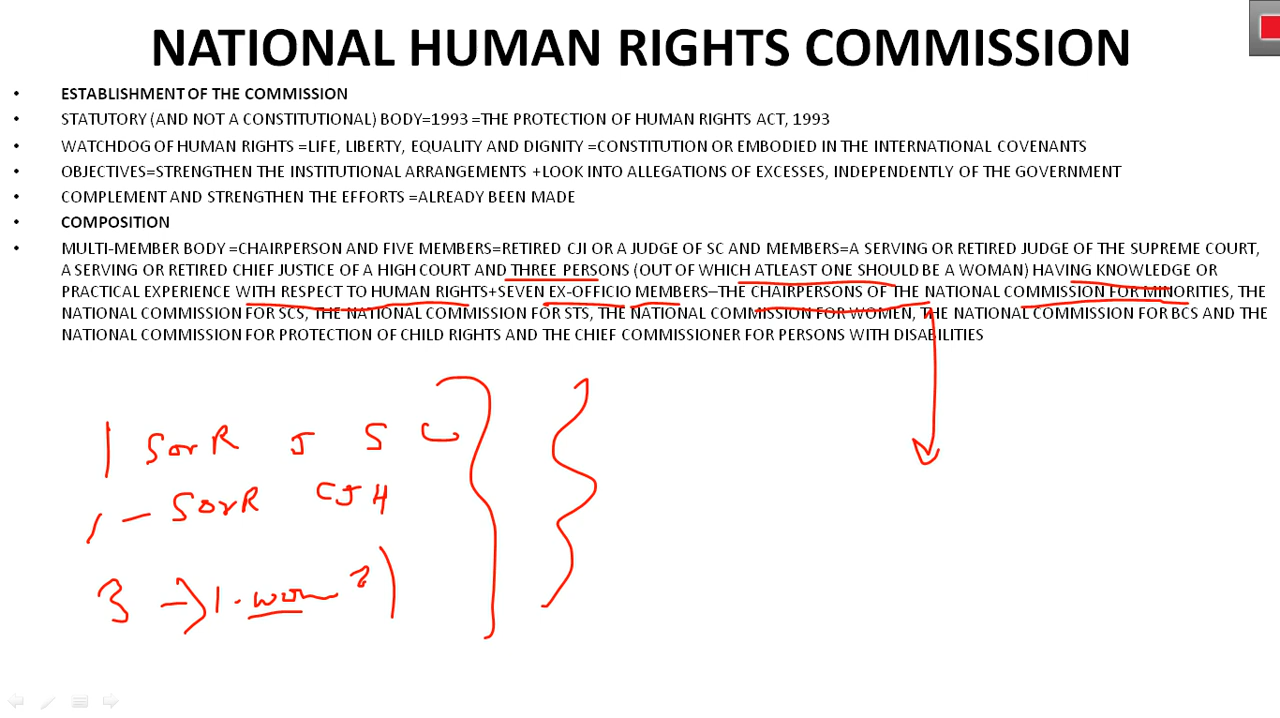 NATIONAL HUMAN RIGHTS COMMISSION
• ESTABLISHMENT OF THE COMMISSION
• STATUTORY (AND NOT A CONSTITUTIONAL) BODY=1993 =THE PROTECTION OF HUMAN RIGHTS ACT, 1993
• WATCHDOG OF HUMAN RIGHTS =LIFE, LIBERTY, EQUALITY AND DIGNITY =CONSTITUTION OR EMBODIED IN THE INTERNATIONAL COVENANTS
• OBJECTIVES=STRENGTHEN THE INSTITUTIONAL ARRANGEMENTS +LOOK INTO ALLEGATIONS OF EXCESSES, INDEPENDENTLY OF THE GOVERNMENT
• COMPLEMENT AND STRENGTHEN THE EFFORTS =ALREADY BEEN MADE
• COMPOSITION
• MULTI-MEMBER BODY =CHAIRPERSON AND FIVE MEMBERS=RETIRED CJI OR A JUDGE OF SC AND MEMBERS=A SERVING OR RETIRED JUDGE OF THE SUPREME COURT,
A SERVING OR RETIRED CHIEF JUSTICE OF A HIGH COURT AND THREE PERSONS (OUT OF WHICH ATLEAST ONE SHOULD BE A WOMAN) HAVING KNOWLEDGE OR
PRACTICAL EXPERIENCE WITH RESPECT TO HUMAN RIGHTS+SEVEN EX-OFFICIO MEMBERS–THE CHAIRPERSONS OF THE NATIONAL COMMISSION FOR MINORITIES, THE
NATIONAL COMMISSION FOR SCS, THE NATIONAL COMMISSION FOR STS, THE NATIONAL COMMISSION FOR WOMEN, THE NATIONAL COMMISSION FOR BCS AND THE
NATIONAL COMMISSION FOR PROTECTION OF CHILD RIGHTS AND THE CHIEF COMMISSIONER FOR PERSONS WITH DISABILITIES
1 SorR J S C
1 - SorR CJ H
3 → 1.